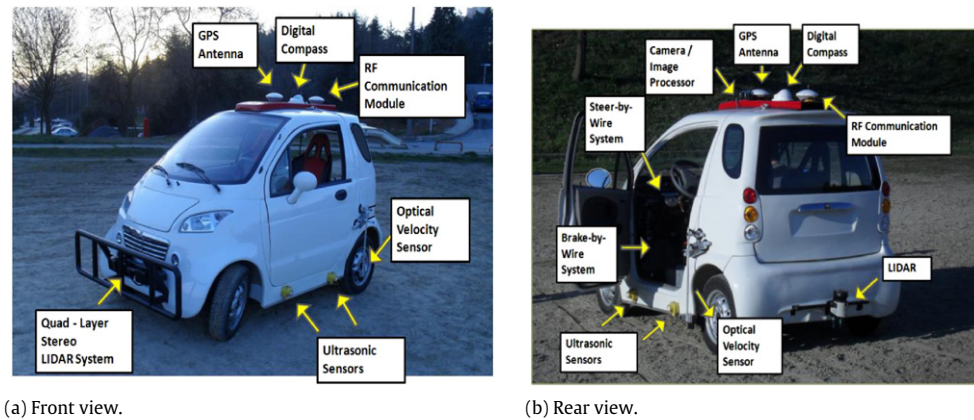 GPS
Antenna
Digital
Compass
RF
Communication
Module
Optical
Velocity
Sensor
Quad - Layer
Stereo
LIDAR System
Ultrasonic
Sensors
(a) Front view.
Camera /
Image
Processor
GPS
Antenna
Digital
Compass
Steer-by-
Wire
System
RF Communication
Module
Brake-by-
Wire
System
LIDAR
Ultrasonic
Sensors
Optical
Velocity
Sensor
(b) Rear view.